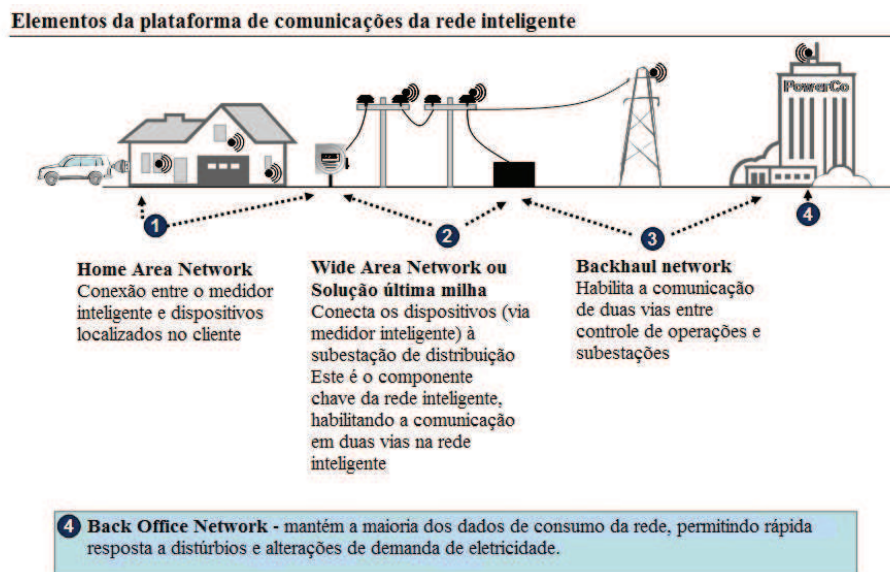 Elementos da plataforma de comunicações da rede inteligente
PowerCo
1
2
3
4
Home Area Network
Conexão entre o medidor
inteligente e dispositivos
localizados no cliente
Wide Area Network ou
Solução última milha
Conecta os dispositivos (via
medidor inteligente) à
subestação de distribuição
Este é o componente
chave da rede inteligente,
habilitando a comunicação
em duas vias na rede
inteligente
Backhaul network
Habilita a comunicação
de duas vias entre
controle de operações e
subestações
4 Back Office Network - mantém a maioria dos dados de consumo da rede, permitindo rápida
resposta a distúrbios e alterações de demanda de eletricidade.